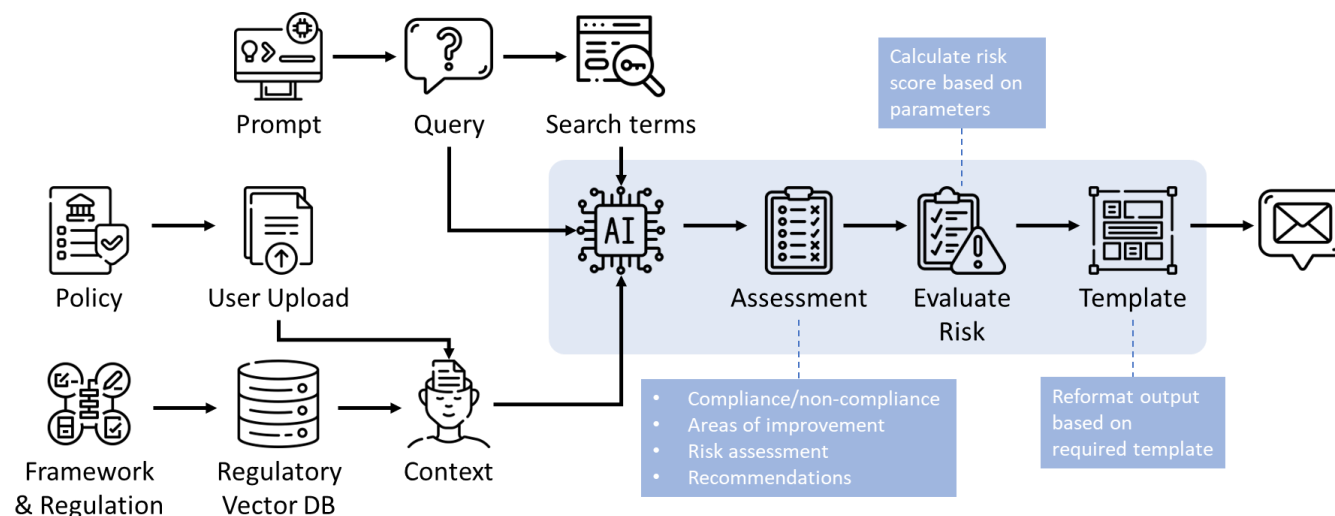 Prompt
Query
Search terms
Calculate risk
score based on
parameters
Policy
User Upload
AI
Assessment
Evaluate
Risk
Template
Framework
& Regulation
Regulatory
Vector DB
Context
• Compliance/non-compliance
• Areas of improvement
• Risk assessment
• Recommendations
Reformat output
based on
required template